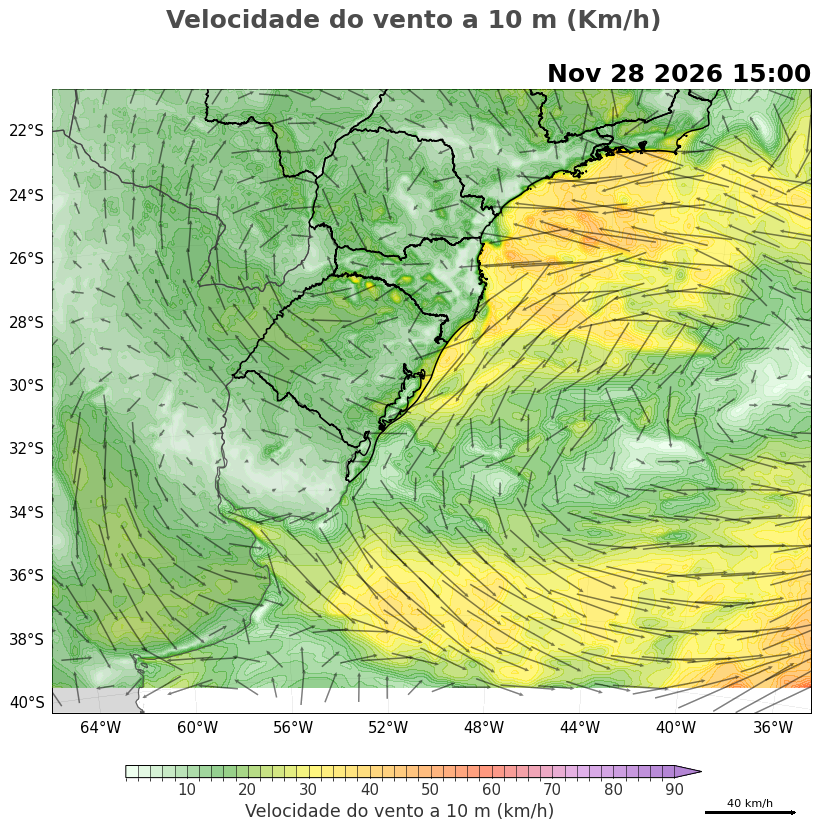 Velocidade do vento a 10 m (Km/h)
Nov 28 2026 15:00
22°S
24°S
26°S
28°S
30°S
32°S
34°S
36°S
38°S
40°S
64°W 60°W 56°W 52°W 48°W 44°W 40°W 36°W
10 20 30 40 50 60 70 80 90
Velocidade do vento a 10 m (km/h)
40 km/h